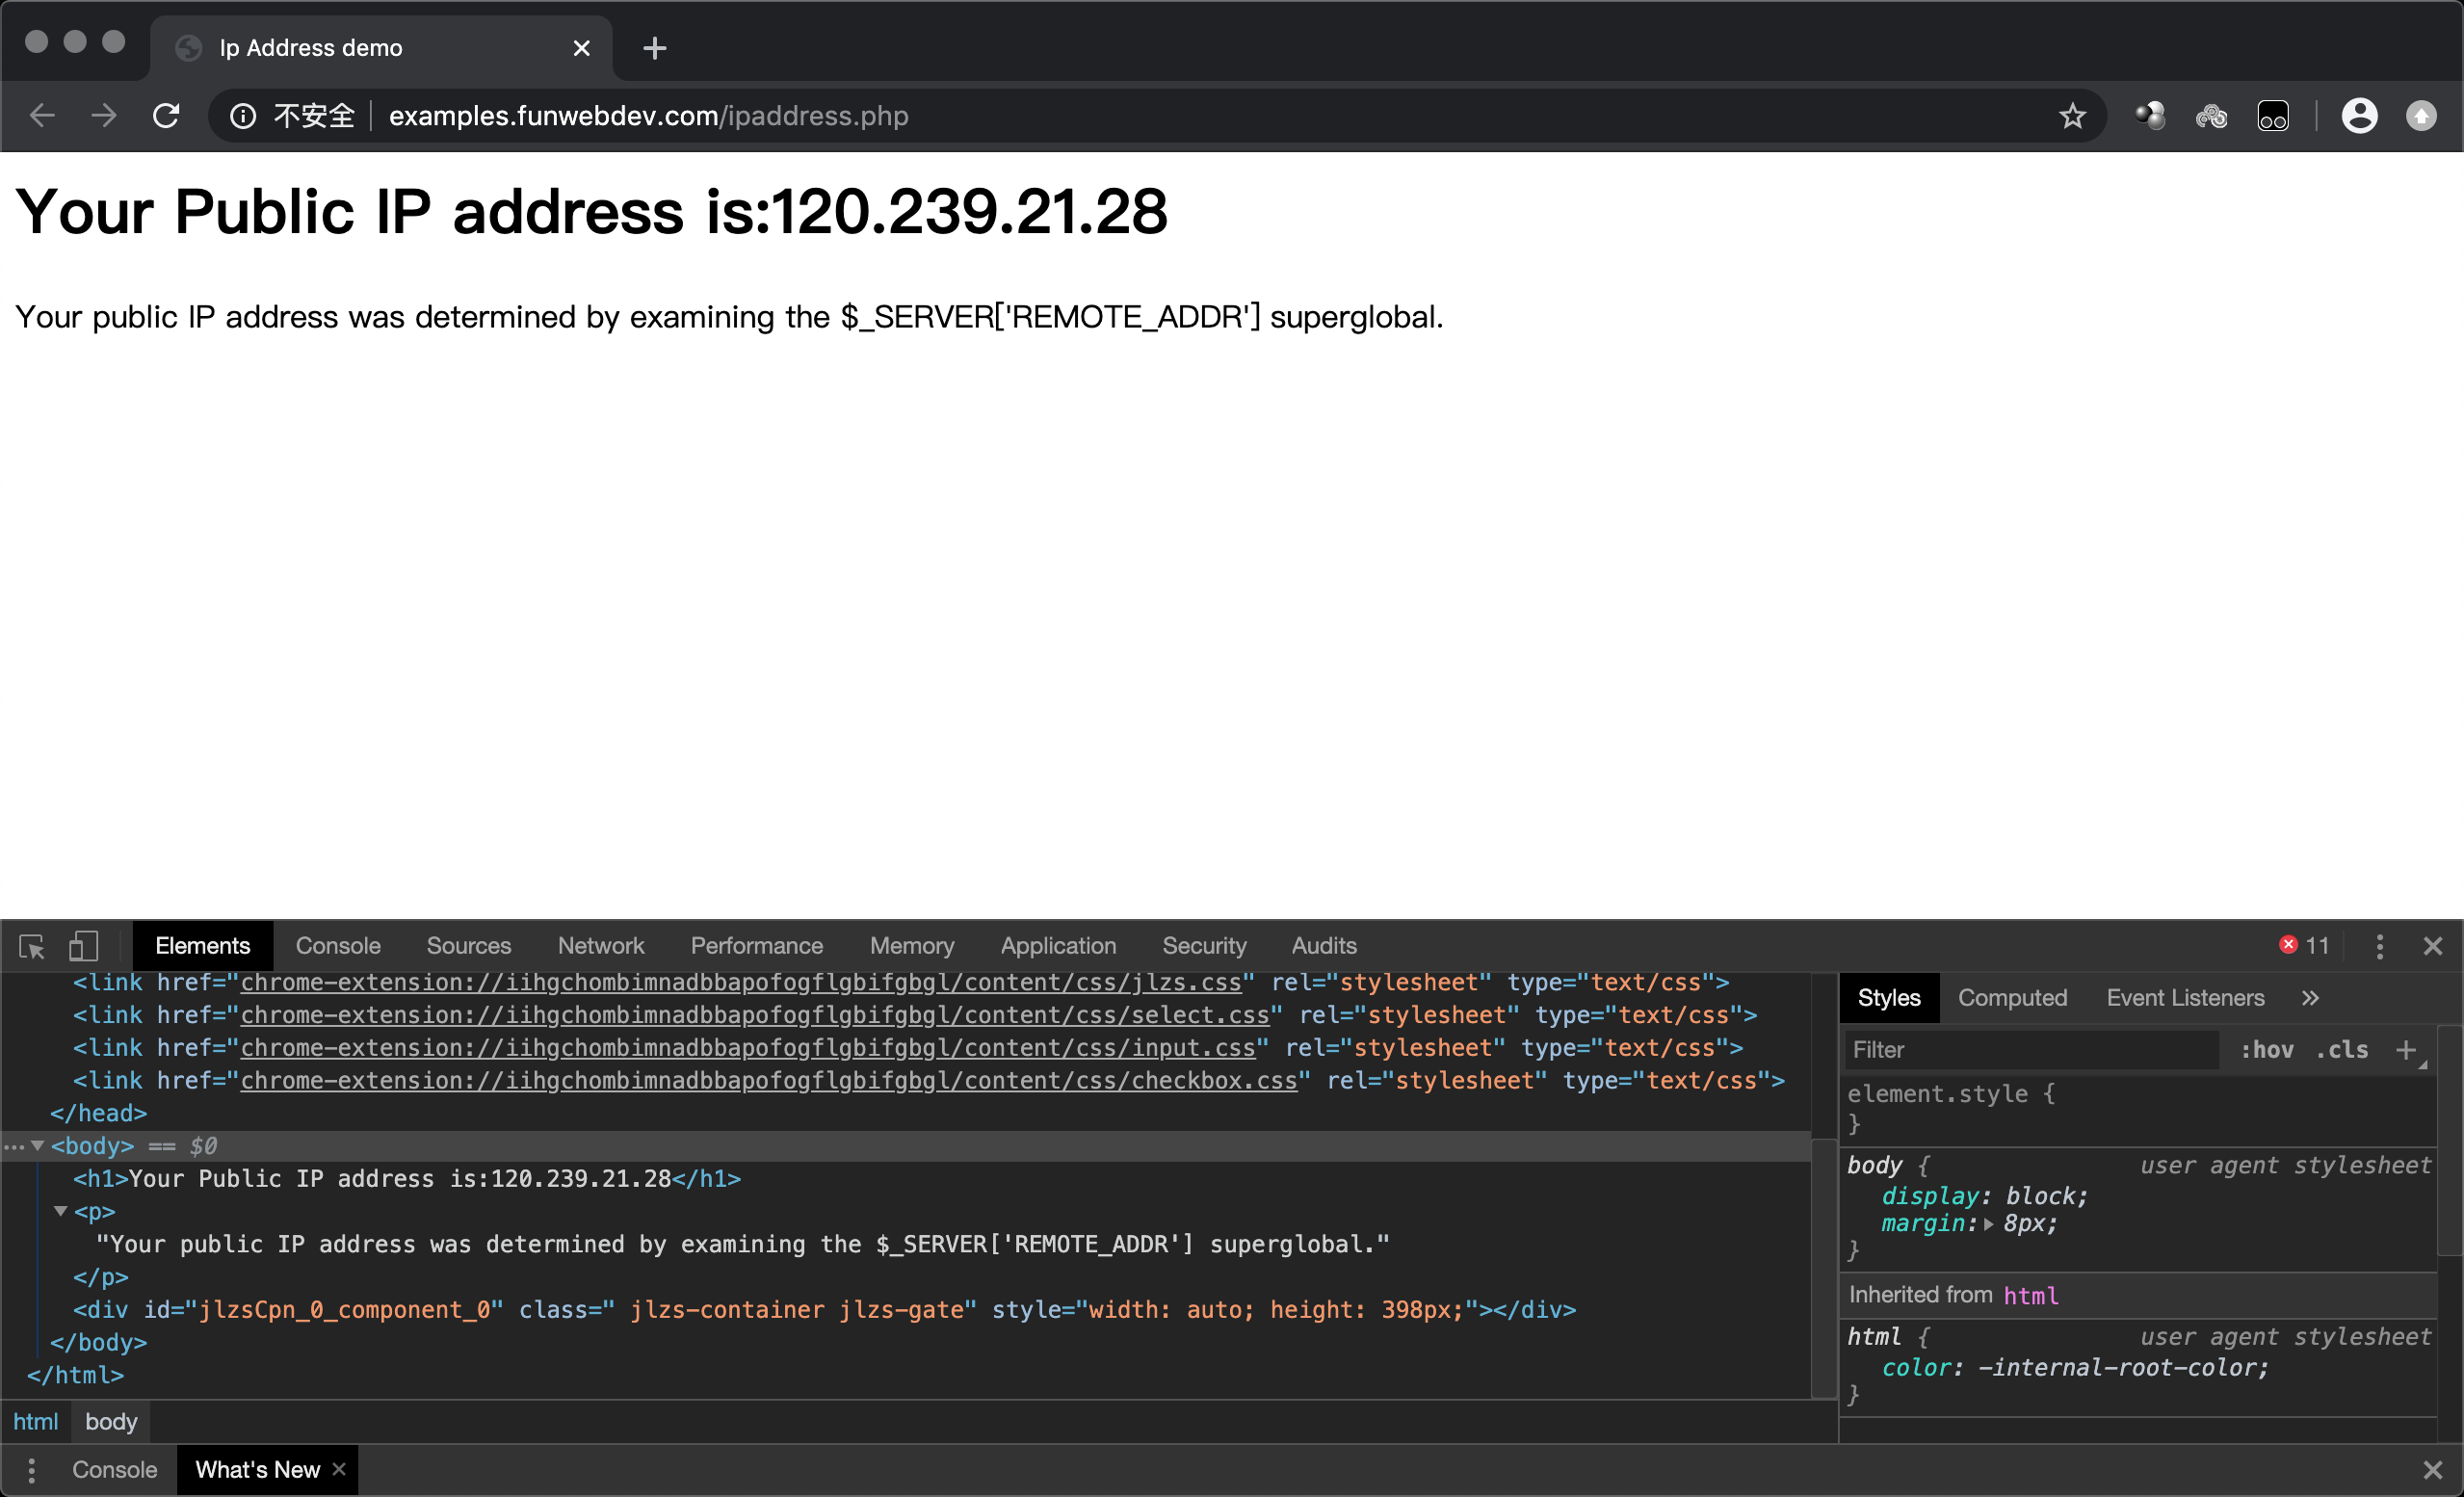 Ip Address demo
不安全 examples.funwebdev.com/ipaddress.php
Your Public IP address is:120.239.21.28
Your public IP address was determined by examining the $_SERVER['REMOTE_ADDR'] superglobal.
Elements Console Sources Network Performance Memory Application Security Audits 11
<link href="chrome-extension://iihgchombimnadbbapofogflgbifgbgl/content/css/jlzs.css" rel="stylesheet" type="text/css">
<link href="chrome-extension://iihgchombimnadbbapofogflgbifgbgl/content/css/select.css" rel="stylesheet" type="text/css">
<link href="chrome-extension://iihgchombimnadbbapofogflgbifgbgl/content/css/input.css" rel="stylesheet" type="text/css">
<link href="chrome-extension://iihgchombimnadbbapofogflgbifgbgl/content/css/checkbox.css" rel="stylesheet" type="text/css">
</head>
<body> == $0
<h1>Your Public IP address is:120.239.21.28</h1>
<p>
"Your public IP address was determined by examining the $_SERVER['REMOTE_ADDR'] superglobal."
</p>
<div id="jlzsCpn_0_component_0" class=" jlzs-container jlzs-gate" style="width: auto; height: 398px;"></div>
</body>
</html>
html body
Styles Computed Event Listeners »
Filter :hov .cls +
element.style {
}
body { user agent stylesheet
display: block;
margin: 8px;
}
Inherited from html
html { user agent stylesheet
color: -internal-root-color;
}
Console What's New